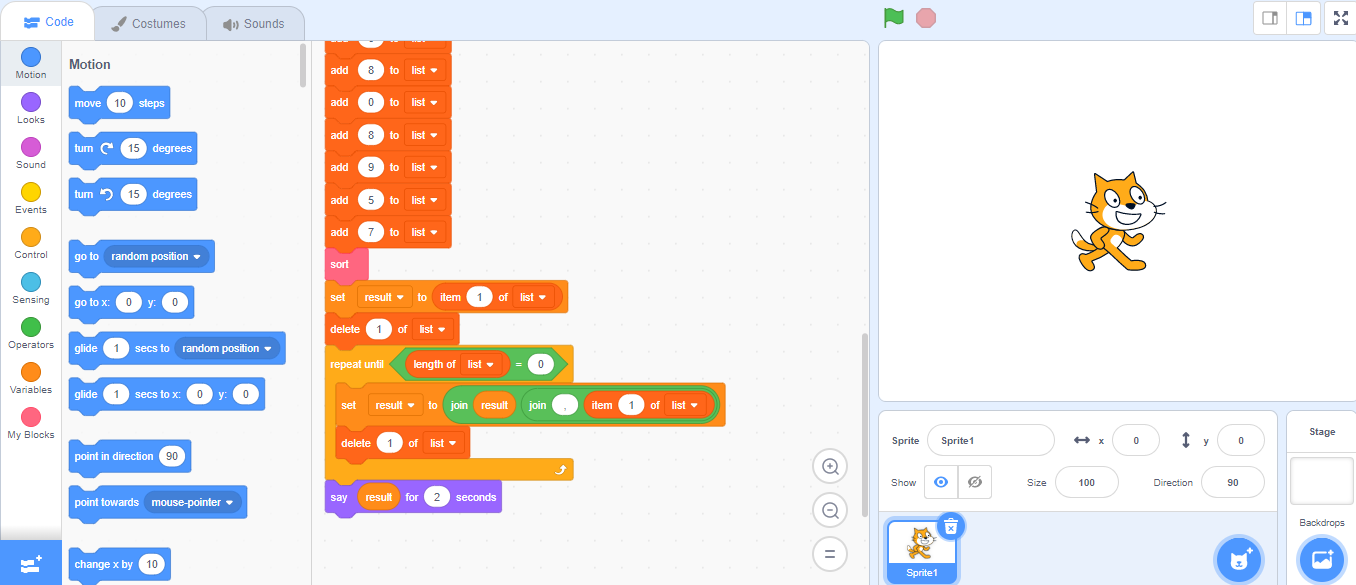 Code
Costumes
Sounds
Motion
Looks
Sound
Events
Control
Sensing
Operators
Variables
My Blocks
Motion
move 10 steps
turn 15 degrees
turn 15 degrees
go to random position
go to x: 0 y: 0
glide 1 secs to random position
glide 1 secs to x: 0 y: 0
point in direction 90
point towards mouse-pointer
change x by 10
add 8 to list
add 0 to list
add 8 to list
add 9 to list
add 5 to list
add 7 to list
sort
set result to item 1 of list
delete 1 of list
repeat until length of list = 0
set result to join result join , item 1 of list
delete 1 of list
say result for 2 seconds
Sprite Sprite1 x 0 y 0
Show Size 100 Direction 90
Sprite1
Stage
Backdrops